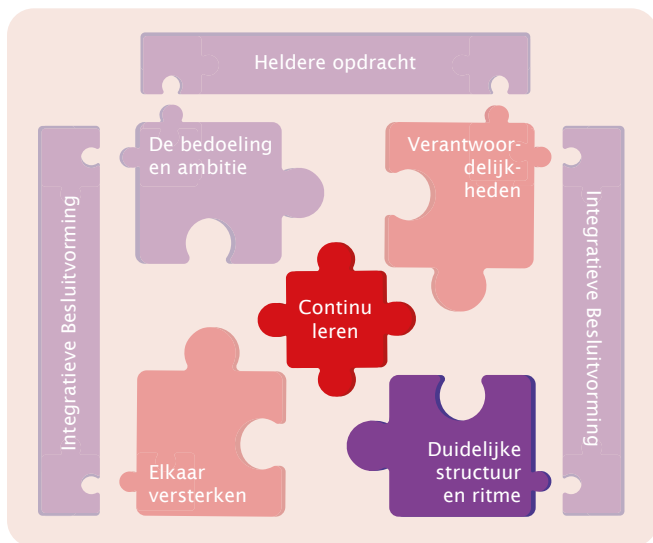 Heldere opdracht
De bedoeling
en ambitie
Verantwoor-
delijk-
heden
Integratieve Besluitvorming
Integratieve Besluitvorming
Continu
leren
Elkaar
versterken
Duidelijke
structuur
en ritme